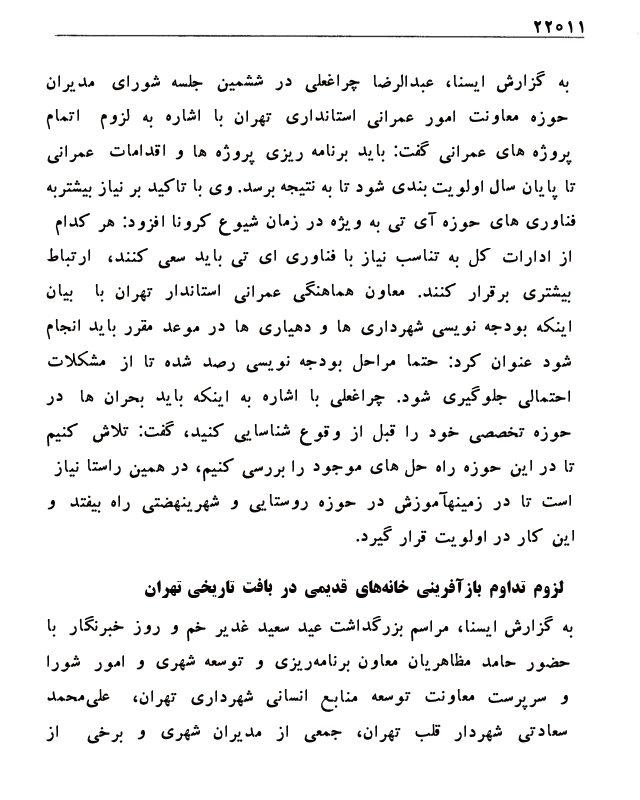 ۲۲۰۱۱
به گزارش ایسنا، عبدالرضا چراغعلی در ششمین جلسه شورای مدیران
حوزه معاونت امور عمرانی استانداری تهران با اشاره به لزوم اتمام
پروژه های عمرانی گفت: باید برنامه ریزی پروژه ها و اقدامات عمرانی
تا پایان سال اولویت بندی شود تا به نتیجه برسد. وی با تاکید بر نیاز بیشتربه
فناوری های حوزه آی تی به ویژه در زمان شیوع کرونا افزود: هر کدام
از ادارات کل به تناسب نیاز با فناوری ای تی باید سعی کنند، ارتباط
بیشتری برقرار کنند. معاون هماهنگی عمرانی استاندار تهران با بیان
اینکه بودجه نویسی شهرداری ها و دهیاری ها در موعد مقرر باید انجام
شود عنوان کرد: حتما مراحل بودجه نویسی رصد شده تا از مشکلات
احتمالی جلوگیری شود. چراغعلی با اشاره به اینکه باید بحران ها در
حوزه تخصصی خود را قبل از وقوع شناسایی کنید، گفت: تلاش کنیم
تا در این حوزه راه حل های موجود را بررسی کنیم، در همین راستا نیاز
است تا در زمینهآموزش در حوزه روستایی و شهرینهضتی راه بیفتد و
این کار در اولویت قرار گیرد.
لزوم تداوم بازآفرینی خانه‌های قدیمی در بافت تاریخی تهران
به گزارش ایسنا، مراسم بزرگداشت عید سعید غدیر خم و روز خبرنگار با
حضور حامد مظاهریان معاون برنامه‌ریزی و توسعه شهری و امور شورا
و سرپرست معاونت توسعه منابع انسانی شهرداری تهران، علی‌محمد
سعادتی شهردار قلب تهران، جمعی از مدیران شهری و برخی از